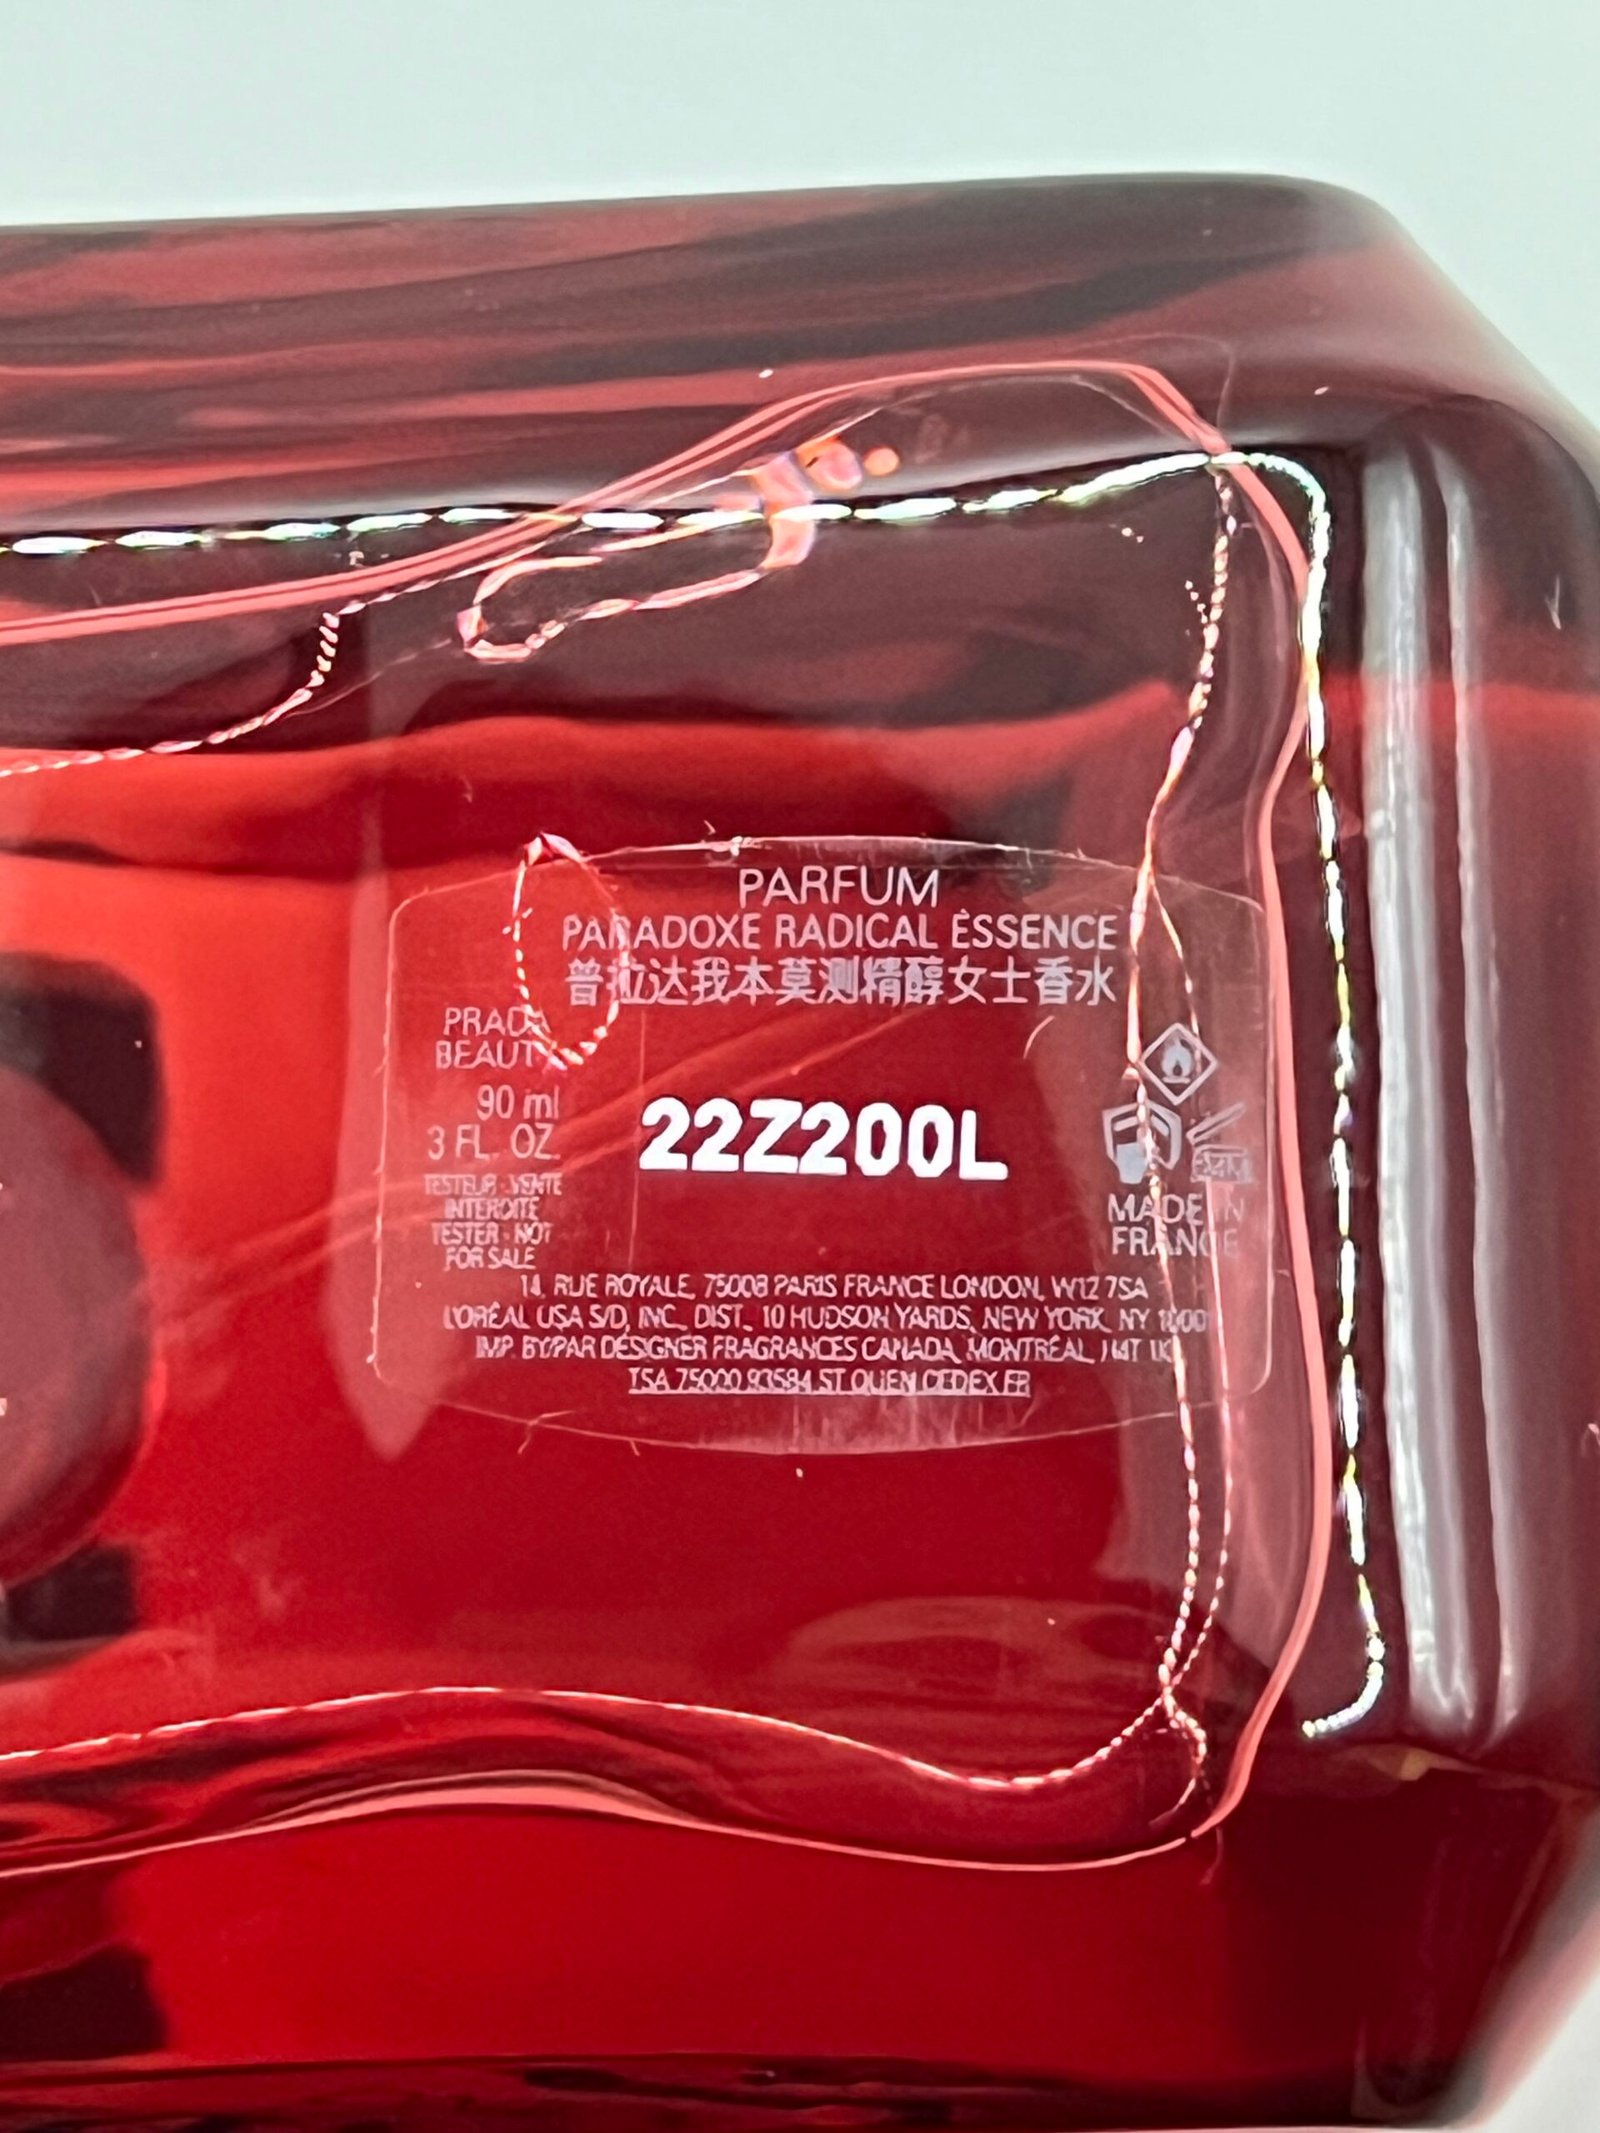 PARFUM
PARADOXE RADICAL ESSENCE
普拉达我本莫测精醇女士香水
PRADA
BEAUTY
90 ml
3 FL. OZ.
22Z200L
TESTEUR - VENTE
INTERDITE
TESTER - NOT
FOR SALE
MADE IN
FRANCE
14, RUE ROYALE, 75008 PARIS FRANCE LONDON, W1Z 7SA
L'ORÉAL USA S/D, INC., DIST., 10 HUDSON YARDS, NEW YORK, NY
IMP. BY/PAR DESIGNER FRAGRANCES CANADA, MONTRÉAL,
TSA 75000 93584 ST OUEN CEDEX FR